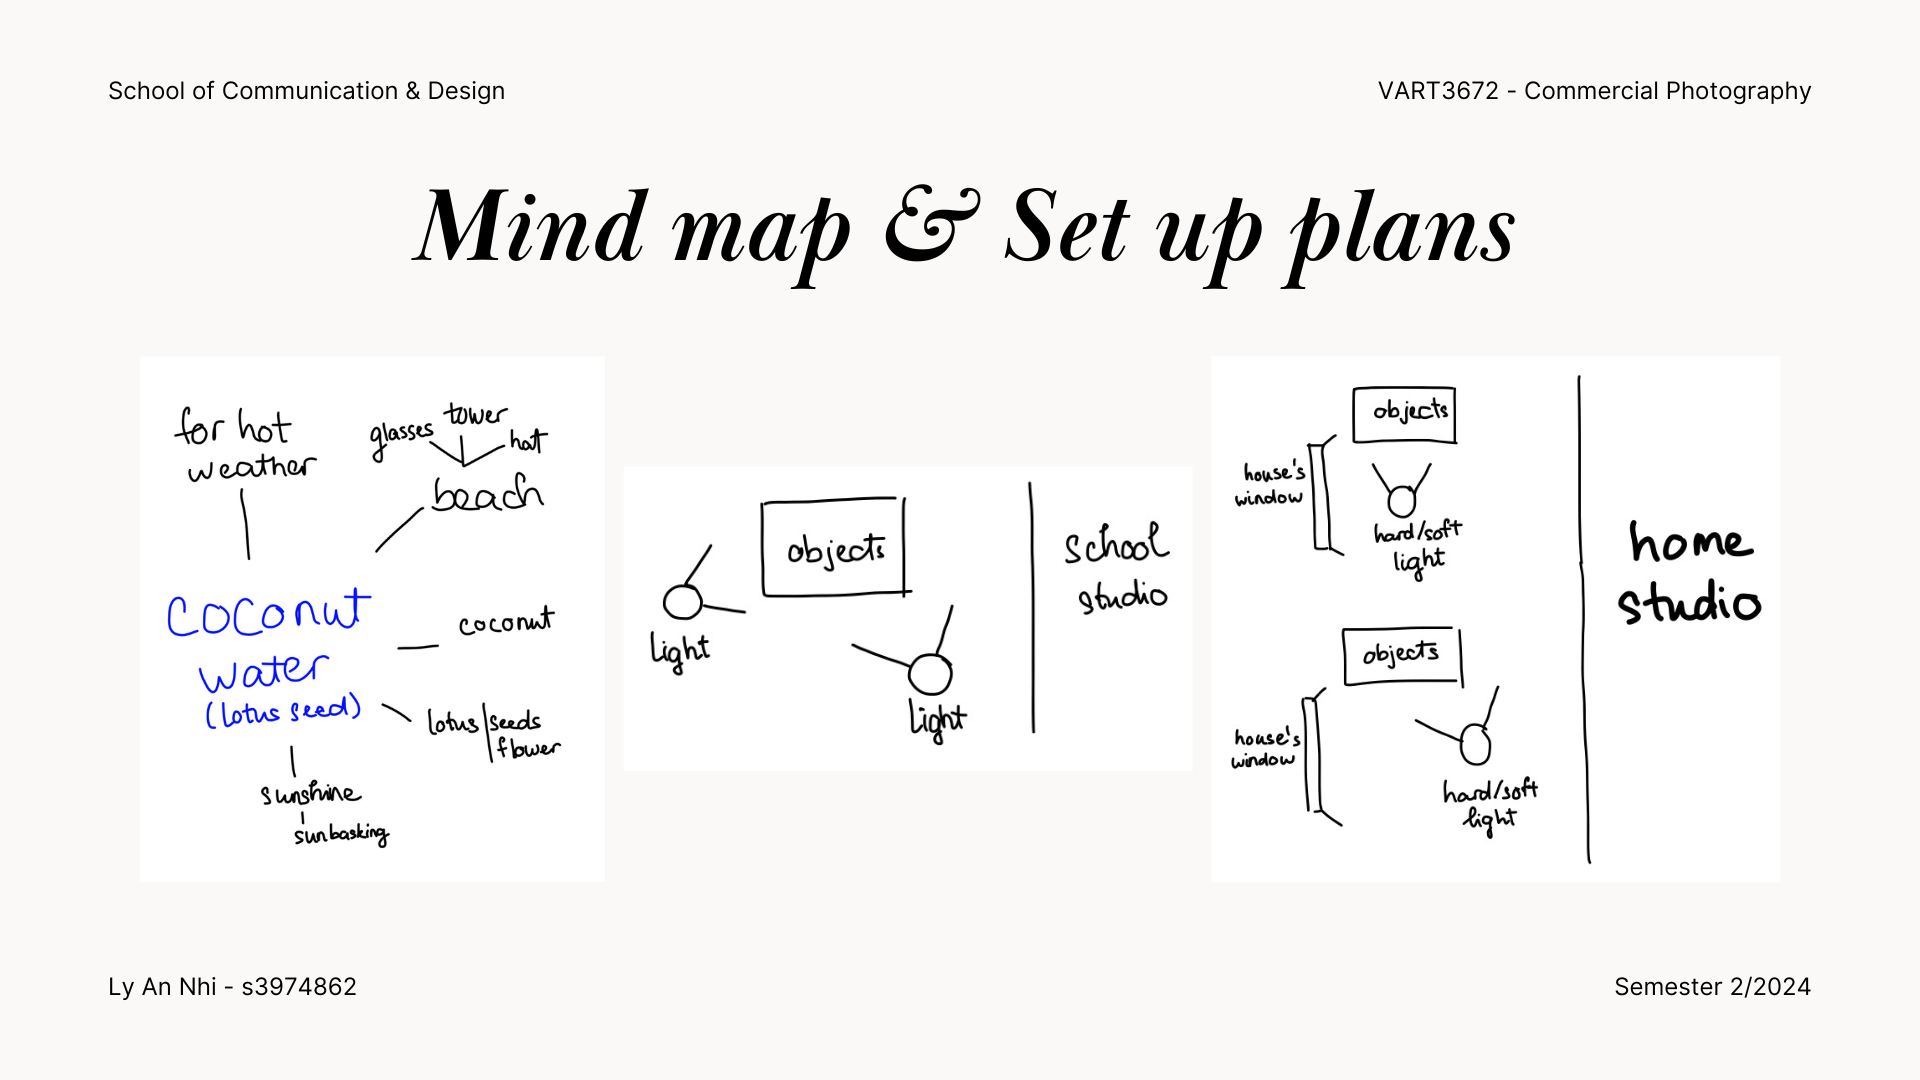 School of Communication & Design
VART3672 - Commercial Photography
Mind map & Set up plans
for hot
weather
glasses
tower
hat
beach
coconut
water
(lotus seed)
coconut
lotus
seeds
flower
sunshine
sunbasking
objects
light
light
school
studio
objects
house's
window
hard/soft
light
objects
house's
window
hard/soft
light
home
studio
Ly An Nhi - s3974862
Semester 2/2024